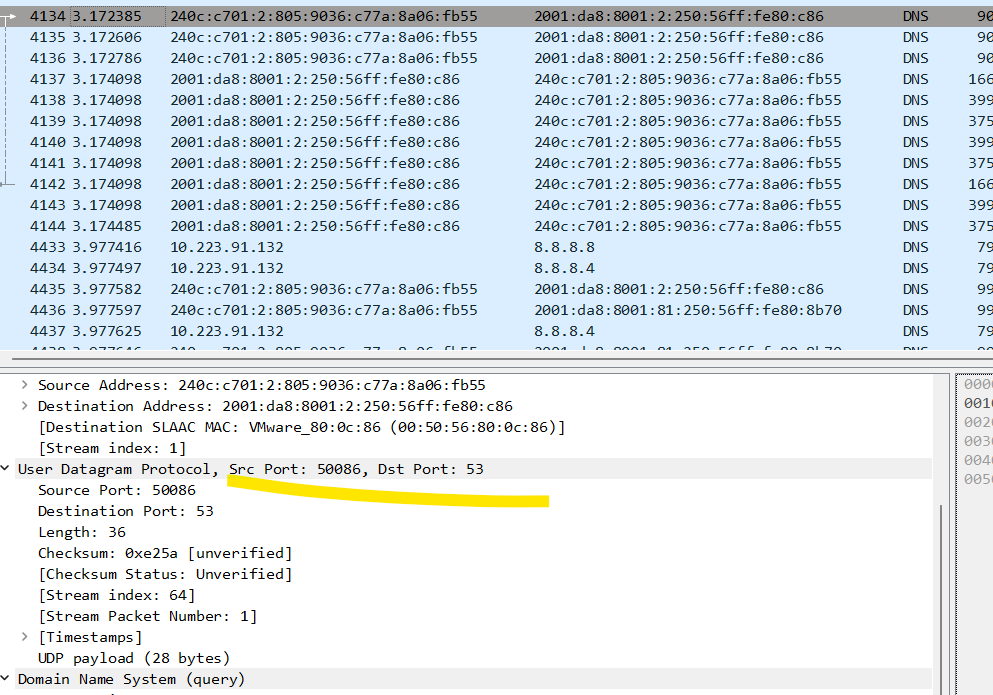 4134 3.172385 240c:c701:2:805:9036:c77a:8a06:fb55 2001:da8:8001:2:250:56ff:fe80:c86 DNS 90
4135 3.172606 240c:c701:2:805:9036:c77a:8a06:fb55 2001:da8:8001:2:250:56ff:fe80:c86 DNS 90
4136 3.172786 240c:c701:2:805:9036:c77a:8a06:fb55 2001:da8:8001:2:250:56ff:fe80:c86 DNS 90
4137 3.174098 2001:da8:8001:2:250:56ff:fe80:c86 240c:c701:2:805:9036:c77a:8a06:fb55 DNS 166
4138 3.174098 2001:da8:8001:2:250:56ff:fe80:c86 240c:c701:2:805:9036:c77a:8a06:fb55 DNS 399
4139 3.174098 2001:da8:8001:2:250:56ff:fe80:c86 240c:c701:2:805:9036:c77a:8a06:fb55 DNS 375
4140 3.174098 2001:da8:8001:2:250:56ff:fe80:c86 240c:c701:2:805:9036:c77a:8a06:fb55 DNS 399
4141 3.174098 2001:da8:8001:2:250:56ff:fe80:c86 240c:c701:2:805:9036:c77a:8a06:fb55 DNS 375
4142 3.174098 2001:da8:8001:2:250:56ff:fe80:c86 240c:c701:2:805:9036:c77a:8a06:fb55 DNS 166
4143 3.174098 2001:da8:8001:2:250:56ff:fe80:c86 240c:c701:2:805:9036:c77a:8a06:fb55 DNS 399
4144 3.174485 2001:da8:8001:2:250:56ff:fe80:c86 240c:c701:2:805:9036:c77a:8a06:fb55 DNS 375
4433 3.977416 10.223.91.132 8.8.8.8 DNS 79
4434 3.977497 10.223.91.132 8.8.8.4 DNS 79
4435 3.977582 240c:c701:2:805:9036:c77a:8a06:fb55 2001:da8:8001:2:250:56ff:fe80:c86 DNS 99
4436 3.977597 240c:c701:2:805:9036:c77a:8a06:fb55 2001:da8:8001:81:250:56ff:fe80:8b70 DNS 99
4437 3.977625 10.223.91.132 8.8.8.4 DNS 79
Source Address: 240c:c701:2:805:9036:c77a:8a06:fb55
Destination Address: 2001:da8:8001:2:250:56ff:fe80:c86
[Destination SLAAC MAC: VMware_80:0c:86 (00:50:56:80:0c:86)]
[Stream index: 1]
User Datagram Protocol, Src Port: 50086, Dst Port: 53
Source Port: 50086
Destination Port: 53
Length: 36
Checksum: 0xe25a [unverified]
[Checksum Status: Unverified]
[Stream index: 64]
[Stream Packet Number: 1]
[Timestamps]
UDP payload (28 bytes)
Domain Name System (query)
000
001
002
003
004
005